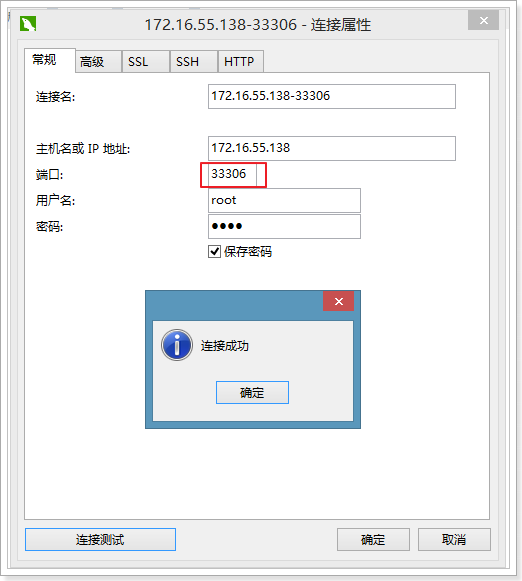 172.16.55.138-33306 - 连接属性
常规 高级 SSL SSH HTTP
连接名: 172.16.55.138-33306
主机名或 IP 地址: 172.16.55.138
端口: 33306
用户名: root
密码: ●●●●
保存密码
连接成功
确定
连接测试 确定 取消